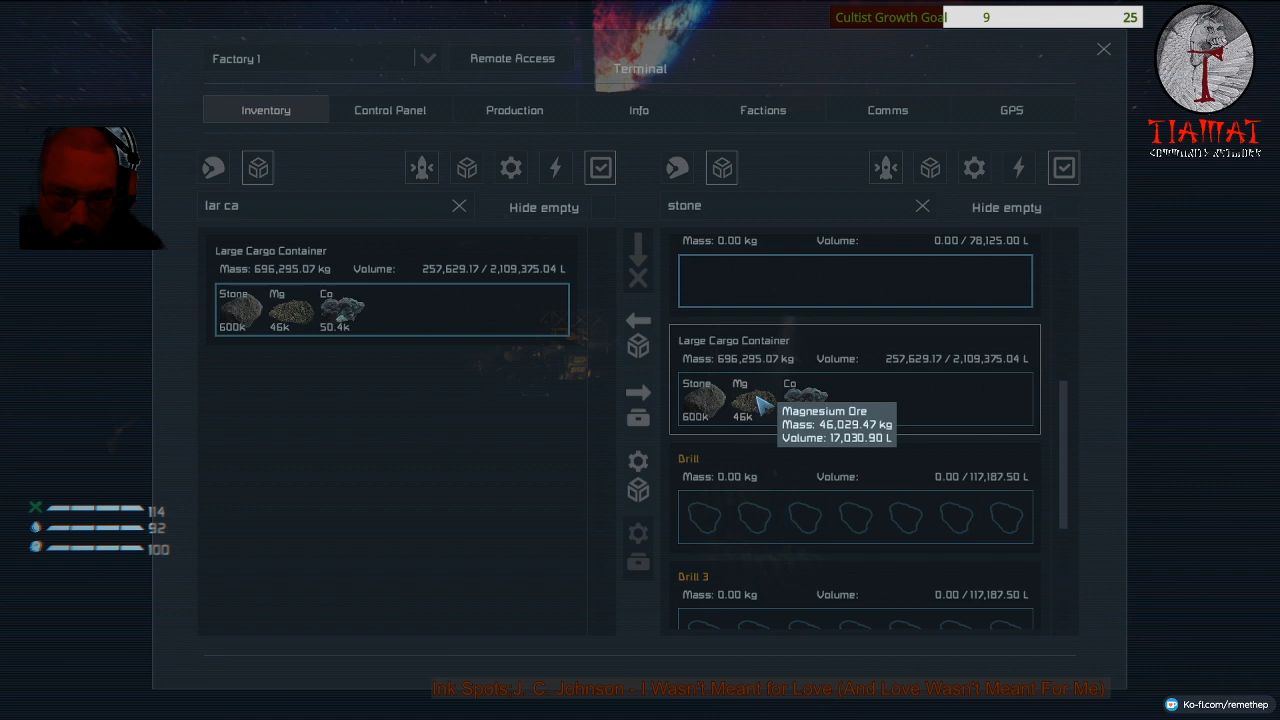 Cultist Growth Goal 9 25
Factory 1
Remote Access
Terminal
TIAMAT
COMMUNITY NETWORK
Inventory Control Panel Production Info Factions Comms GPS
lar ca
Hide empty
stone
Hide empty
Large Cargo Container
Mass: 696,295.07 kg Volume: 257,629.17 / 2,109,375.04 L
Stone Mg Co
600k 46k 50.4k
Mass: 0.00 kg Volume: 0.00 / 78,125.00 L
Large Cargo Container
Mass: 696,295.07 kg Volume: 257,629.17 / 2,109,375.04 L
Stone Mg Co
600k 46k
Magnesium Ore
Mass: 46,029.47 kg
Volume: 17,030.90 L
Drill
Mass: 0.00 kg Volume: 0.00 / 117,187.50 L
Drill 3
Mass: 0.00 kg Volume: 0.00 / 117,187.50 L
114
92
100
Ink Spots;J. C. Johnson - I Wasn't Meant for Love (And Love Wasn't Meant For Me)
Ko-fi.com/remethep